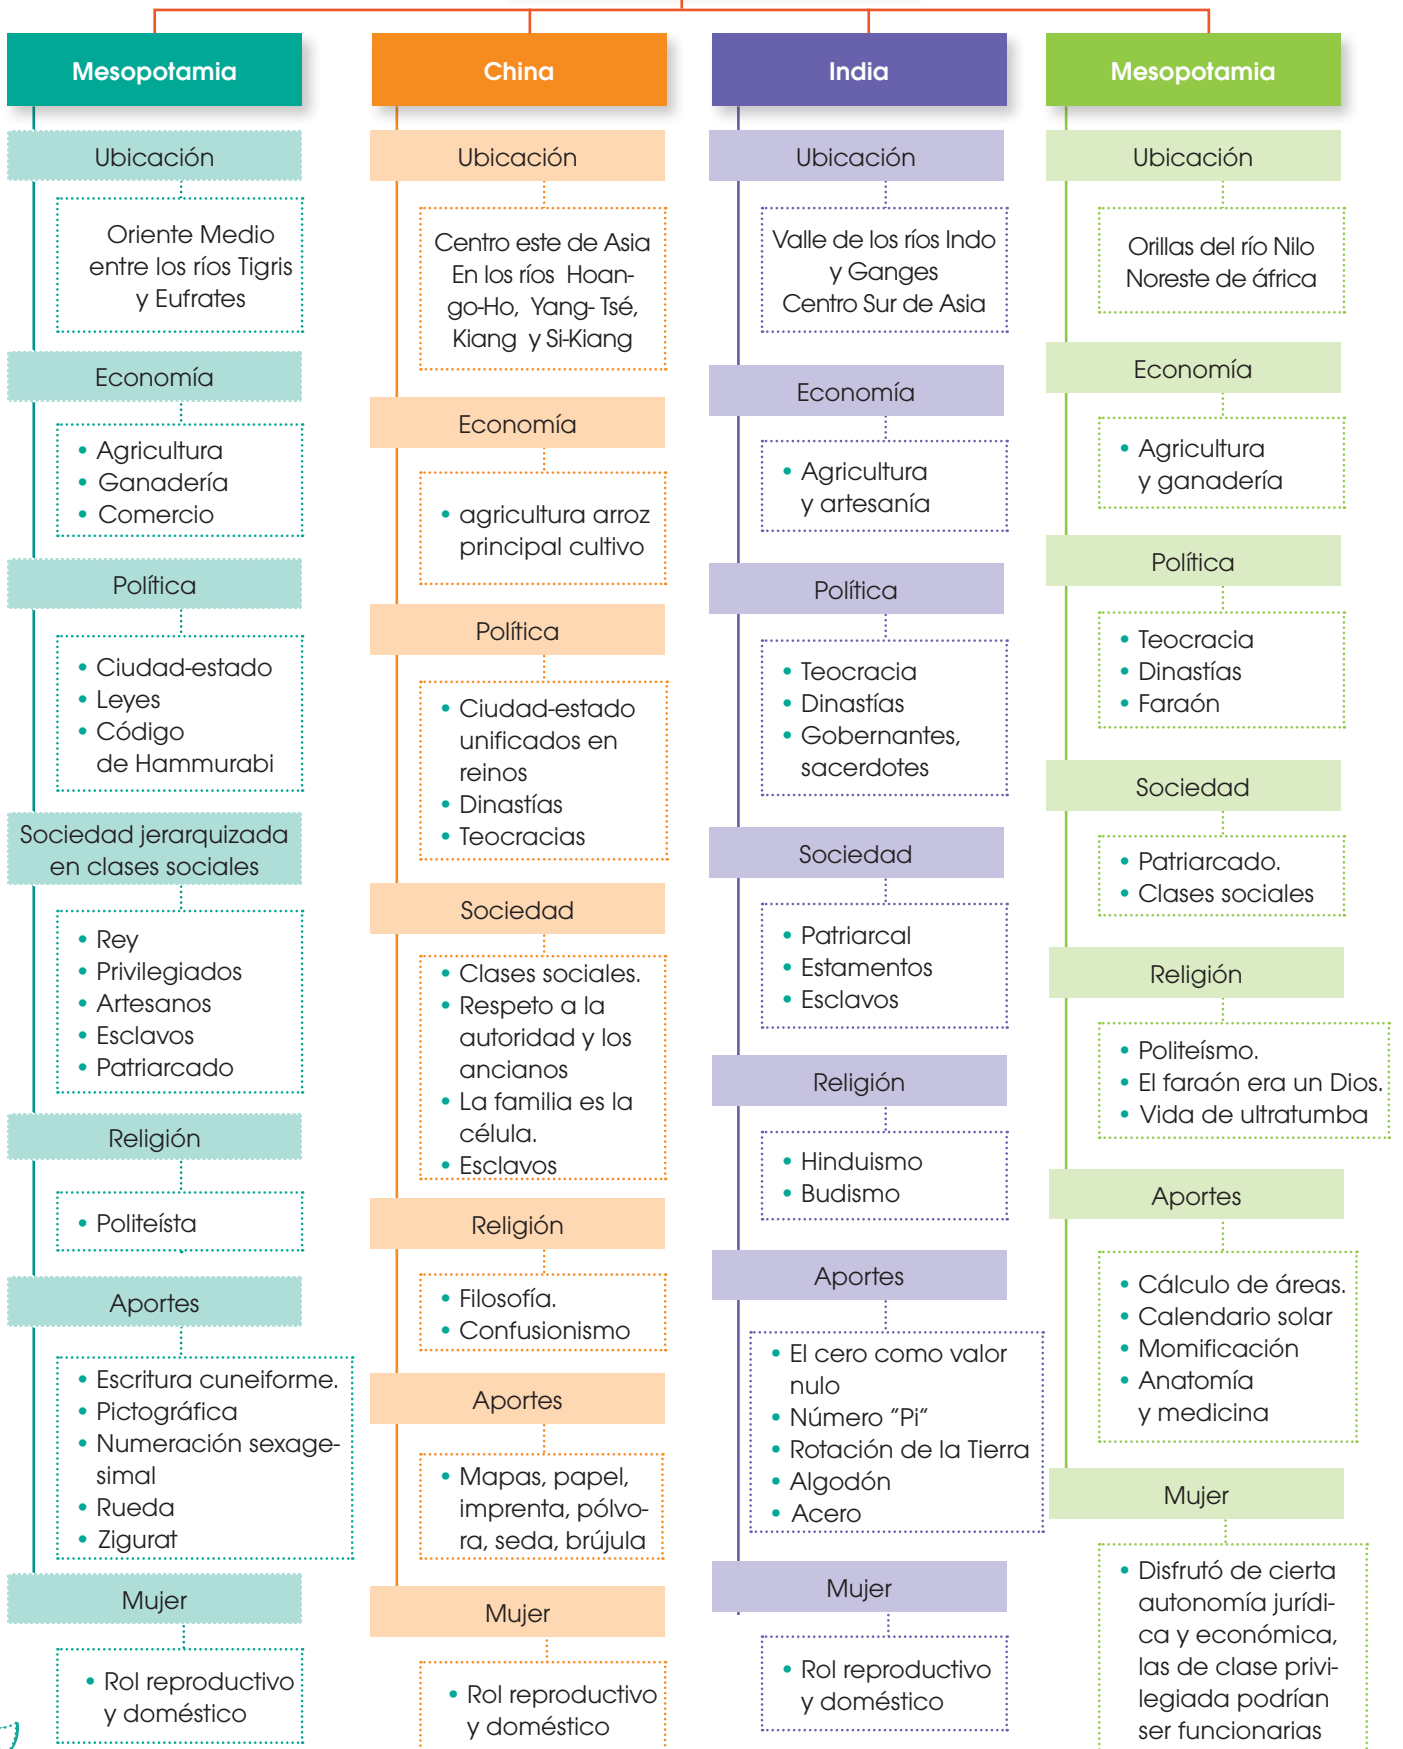 Mesopotamia
Ubicación
Oriente Medio
entre los ríos Tigris
y Eufrates
Economía
• Agricultura
• Ganadería
• Comercio
Política
• Ciudad-estado
• Leyes
• Código
de Hammurabi
Sociedad jerarquizada
en clases sociales
• Rey
• Privilegiados
• Artesanos
• Esclavos
• Patriarcado
Religión
• Politeísta
Aportes
• Escritura cuneiforme.
• Pictográfica
• Numeración sexage-
simal
• Rueda
• Zigurat
Mujer
• Rol reproductivo
y doméstico
China
Ubicación
Centro este de Asia
En los ríos Hoan-
go-Ho, Yang- Tsé,
Kiang y Si-Kiang
Economía
• agricultura arroz
principal cultivo
Política
• Ciudad-estado
unificados en
reinos
• Dinastías
• Teocracias
Sociedad
• Clases sociales.
• Respeto a la
autoridad y los
ancianos
• La familia es la
célula.
• Esclavos
Religión
• Filosofía.
• Confusionismo
Aportes
• Mapas, papel,
imprenta, pólvo-
ra, seda, brújula
Mujer
• Rol reproductivo
y doméstico
India
Ubicación
Valle de los ríos Indo
y Ganges
Centro Sur de Asia
Economía
• Agricultura
y artesanía
Política
• Teocracia
• Dinastías
• Gobernantes,
sacerdotes
Sociedad
• Patriarcal
• Estamentos
• Esclavos
Religión
• Hinduismo
• Budismo
Aportes
• El cero como valor
nulo
• Número “Pi”
• Rotación de la Tierra
• Algodón
• Acero
Mujer
• Rol reproductivo
y doméstico
Mesopotamia
Ubicación
Orillas del río Nilo
Noreste de áfrica
Economía
• Agricultura
y ganadería
Política
• Teocracia
• Dinastías
• Faraón
Sociedad
• Patriarcado.
• Clases sociales
Religión
• Politeísmo.
• El faraón era un Dios.
• Vida de ultratumba
Aportes
• Cálculo de áreas.
• Calendario solar
• Momificación
• Anatomía
y medicina
Mujer
• Disfrutó de cierta
autonomía jurídi-
ca y económica,
las de clase privi-
legiada podrían
ser funcionarias